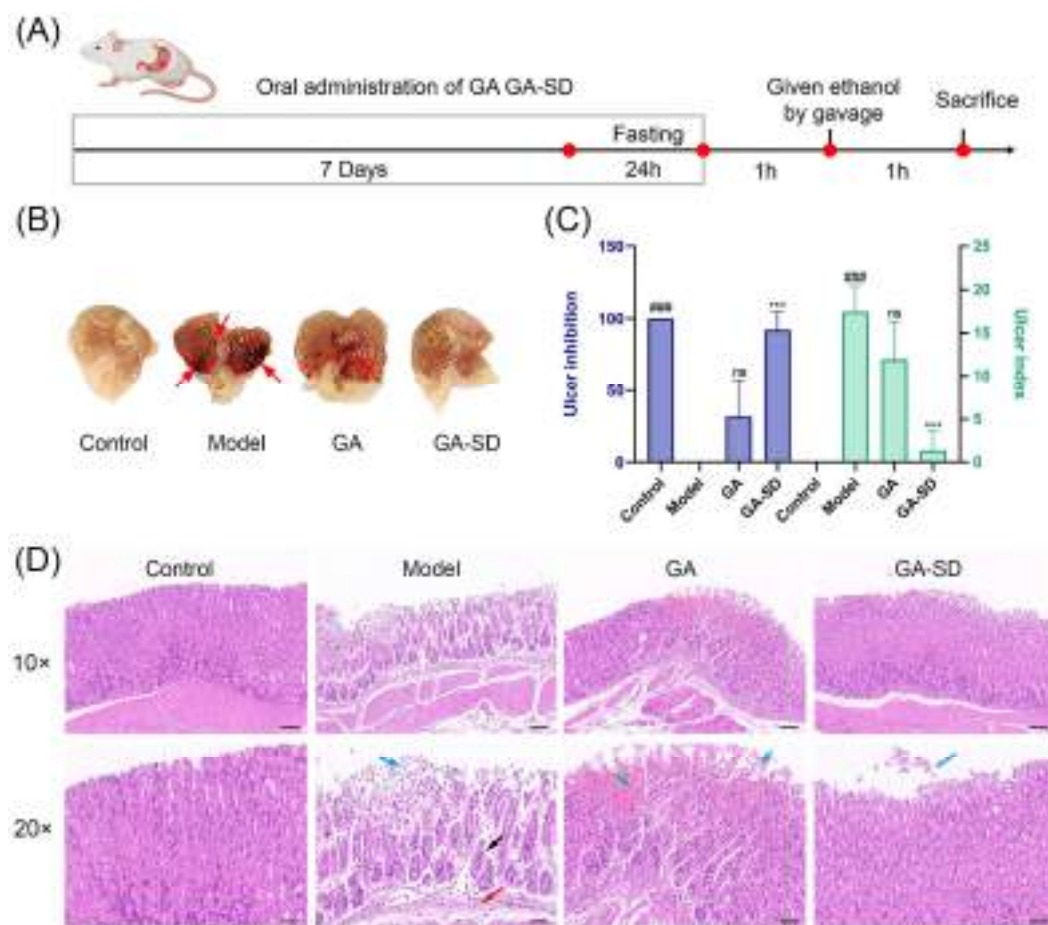 (A)
Oral administration of GA GA-SD
Given ethanol
by gavage
Sacrifice
Fasting
7 Days
24h
1h
1h
(B)
Control
Model
GA
GA-SD
(C)
150
100
50
0
Ulcer inhibition
###
ns
***
###
ns
***
25
20
15
10
5
0
Ulcer index
Control
Model
GA
GA-SD
Control
Model
GA
GA-SD
(D)
Control
Model
GA
GA-SD
10×
20×